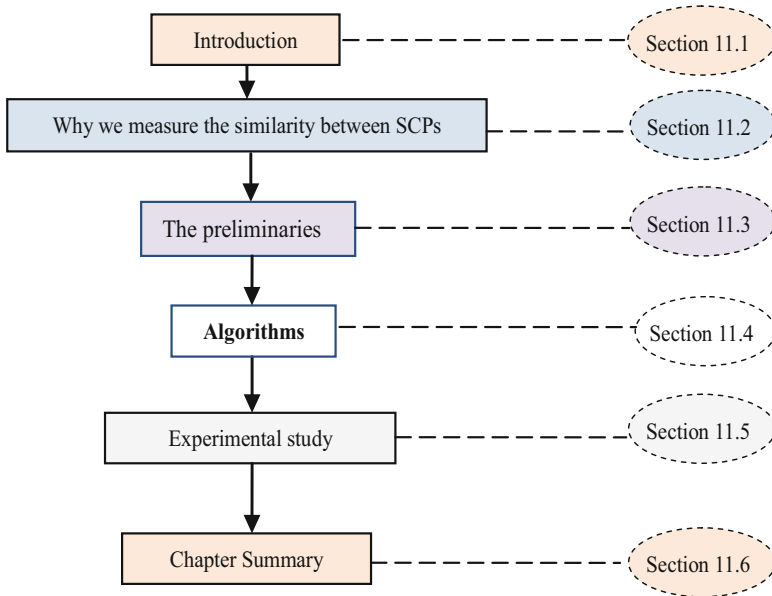 Introduction
Section 11.1
Why we measure the similarity between SCPs
Section 11.2
The preliminaries
Section 11.3
Algorithms
Section 11.4
Experimental study
Section 11.5
Chapter Summary
Section 11.6